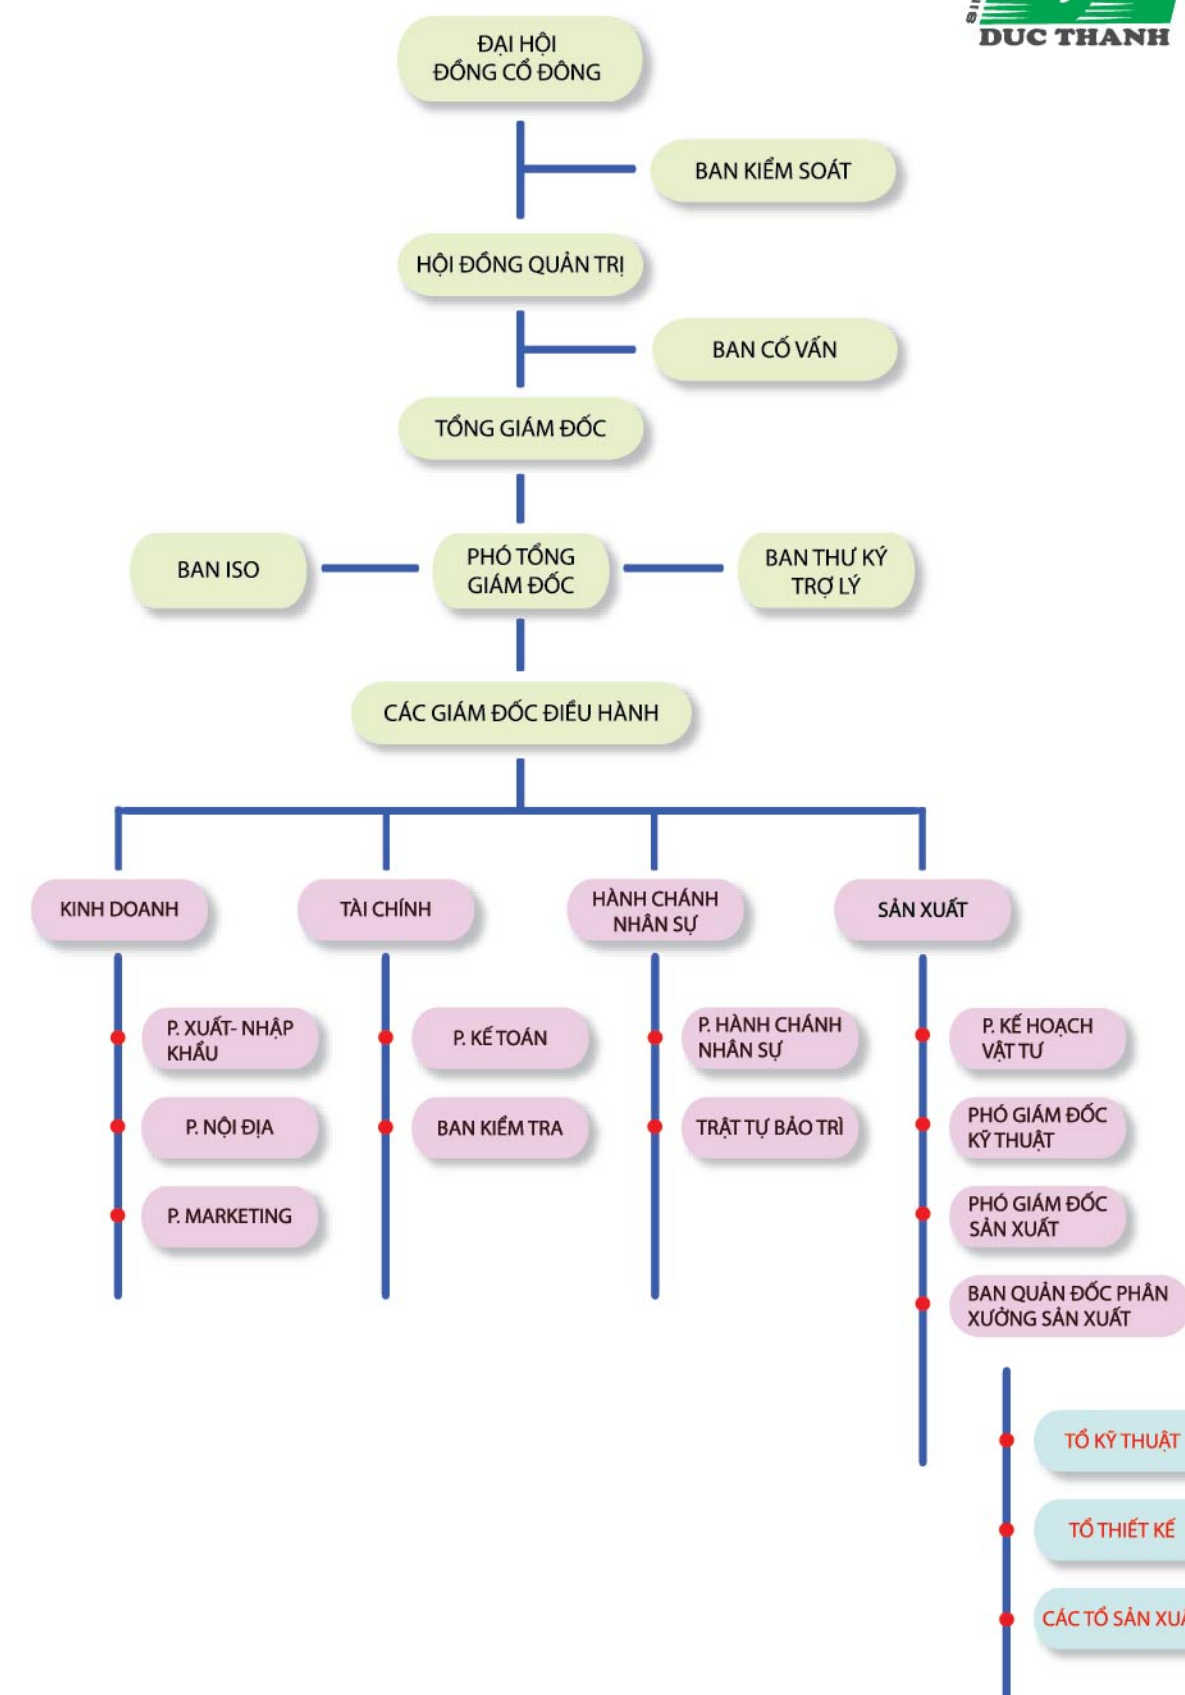 DUC THANH
ĐẠI HỘI
ĐỒNG CỔ ĐÔNG
BAN KIỂM SOÁT
HỘI ĐỒNG QUẢN TRỊ
BAN CỐ VẤN
TỔNG GIÁM ĐỐC
BAN ISO
PHÓ TỔNG
GIÁM ĐỐC
BAN THƯ KÝ
TRỢ LÝ
CÁC GIÁM ĐỐC ĐIỀU HÀNH
KINH DOANH
TÀI CHÍNH
HÀNH CHÁNH
NHÂN SỰ
SẢN XUẤT
P. XUẤT- NHẬP
KHẨU
P. NỘI ĐỊA
P. MARKETING
P. KẾ TOÁN
BAN KIỂM TRA
P. HÀNH CHÁNH
NHÂN SỰ
TRẬT TỰ BẢO TRÌ
P. KẾ HOẠCH
VẬT TƯ
PHÓ GIÁM ĐỐC
KỸ THUẬT
PHÓ GIÁM ĐỐC
SẢN XUẤT
BAN QUẢN ĐỐC PHÂN
XƯỞNG SẢN XUẤT
TỔ KỸ THUẬT
TỔ THIẾT KẾ
CÁC TỔ SẢN